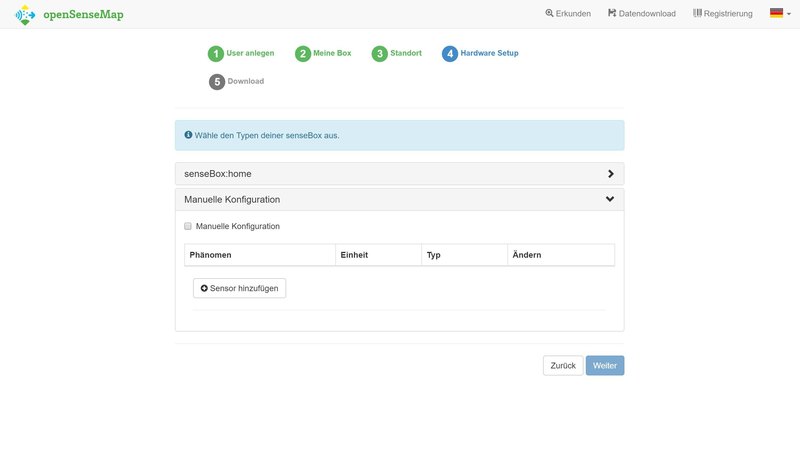 openSenseMap
Erkunden
Datendownload
Registrierung
1 User anlegen
2 Meine Box
3 Standort
4 Hardware Setup
5 Download
Wähle den Typen deiner senseBox aus.
senseBox:home
Manuelle Konfiguration
Manuelle Konfiguration
Phänomen Einheit Typ Ändern
Sensor hinzufügen
Zurück Weiter